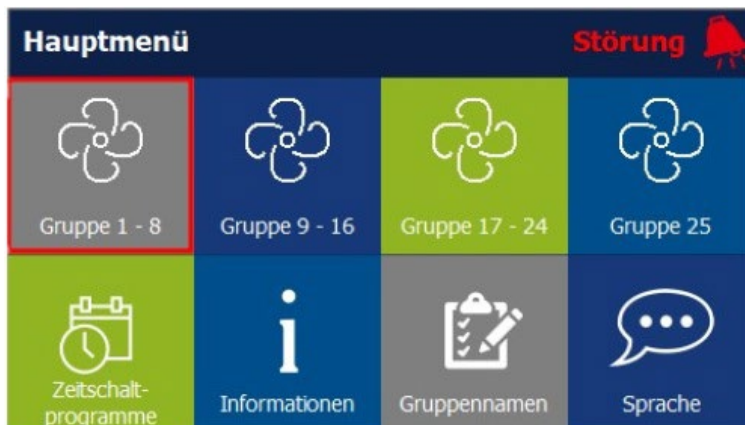 Hauptmenü
Störung
Gruppe 1 - 8
Gruppe 9 - 16
Gruppe 17 - 24
Gruppe 25
Zeitschalt-
programme
Informationen
Gruppennamen
Sprache